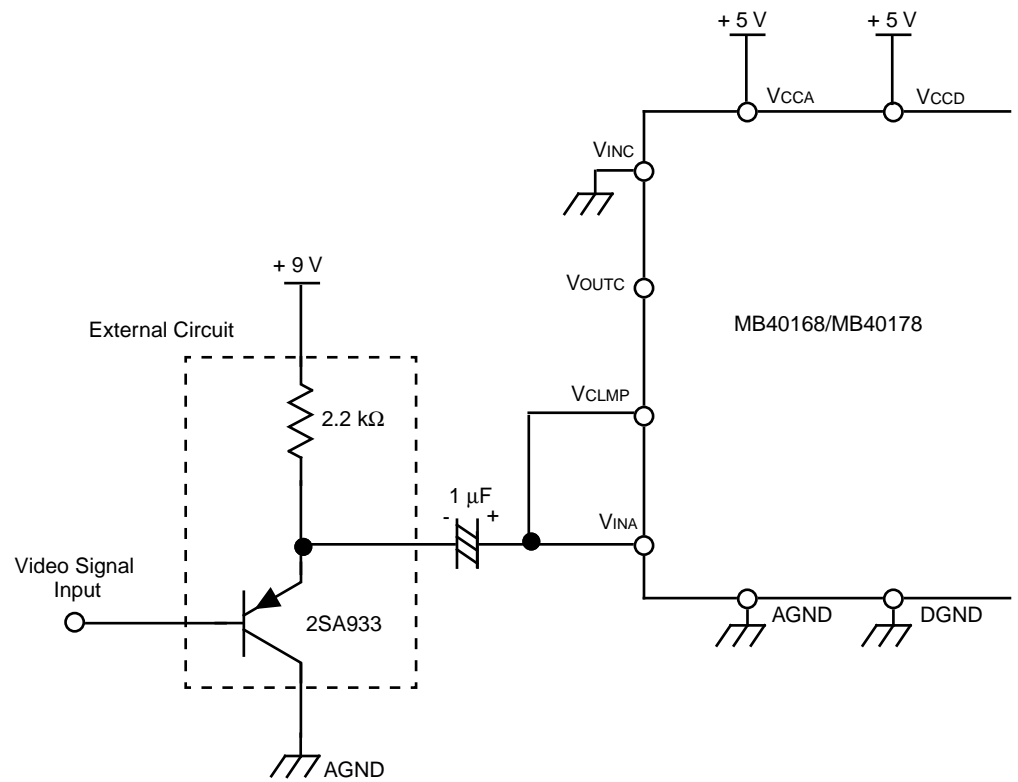 + 5 V
+ 5 V
VCCA
VCCD
VINC
+ 9 V
VOUTC
External Circuit
MB40168/MB40178
VCLMP
2.2 kΩ
1 μF
- +
VINA
Video Signal
Input
2SA933
AGND
DGND
AGND